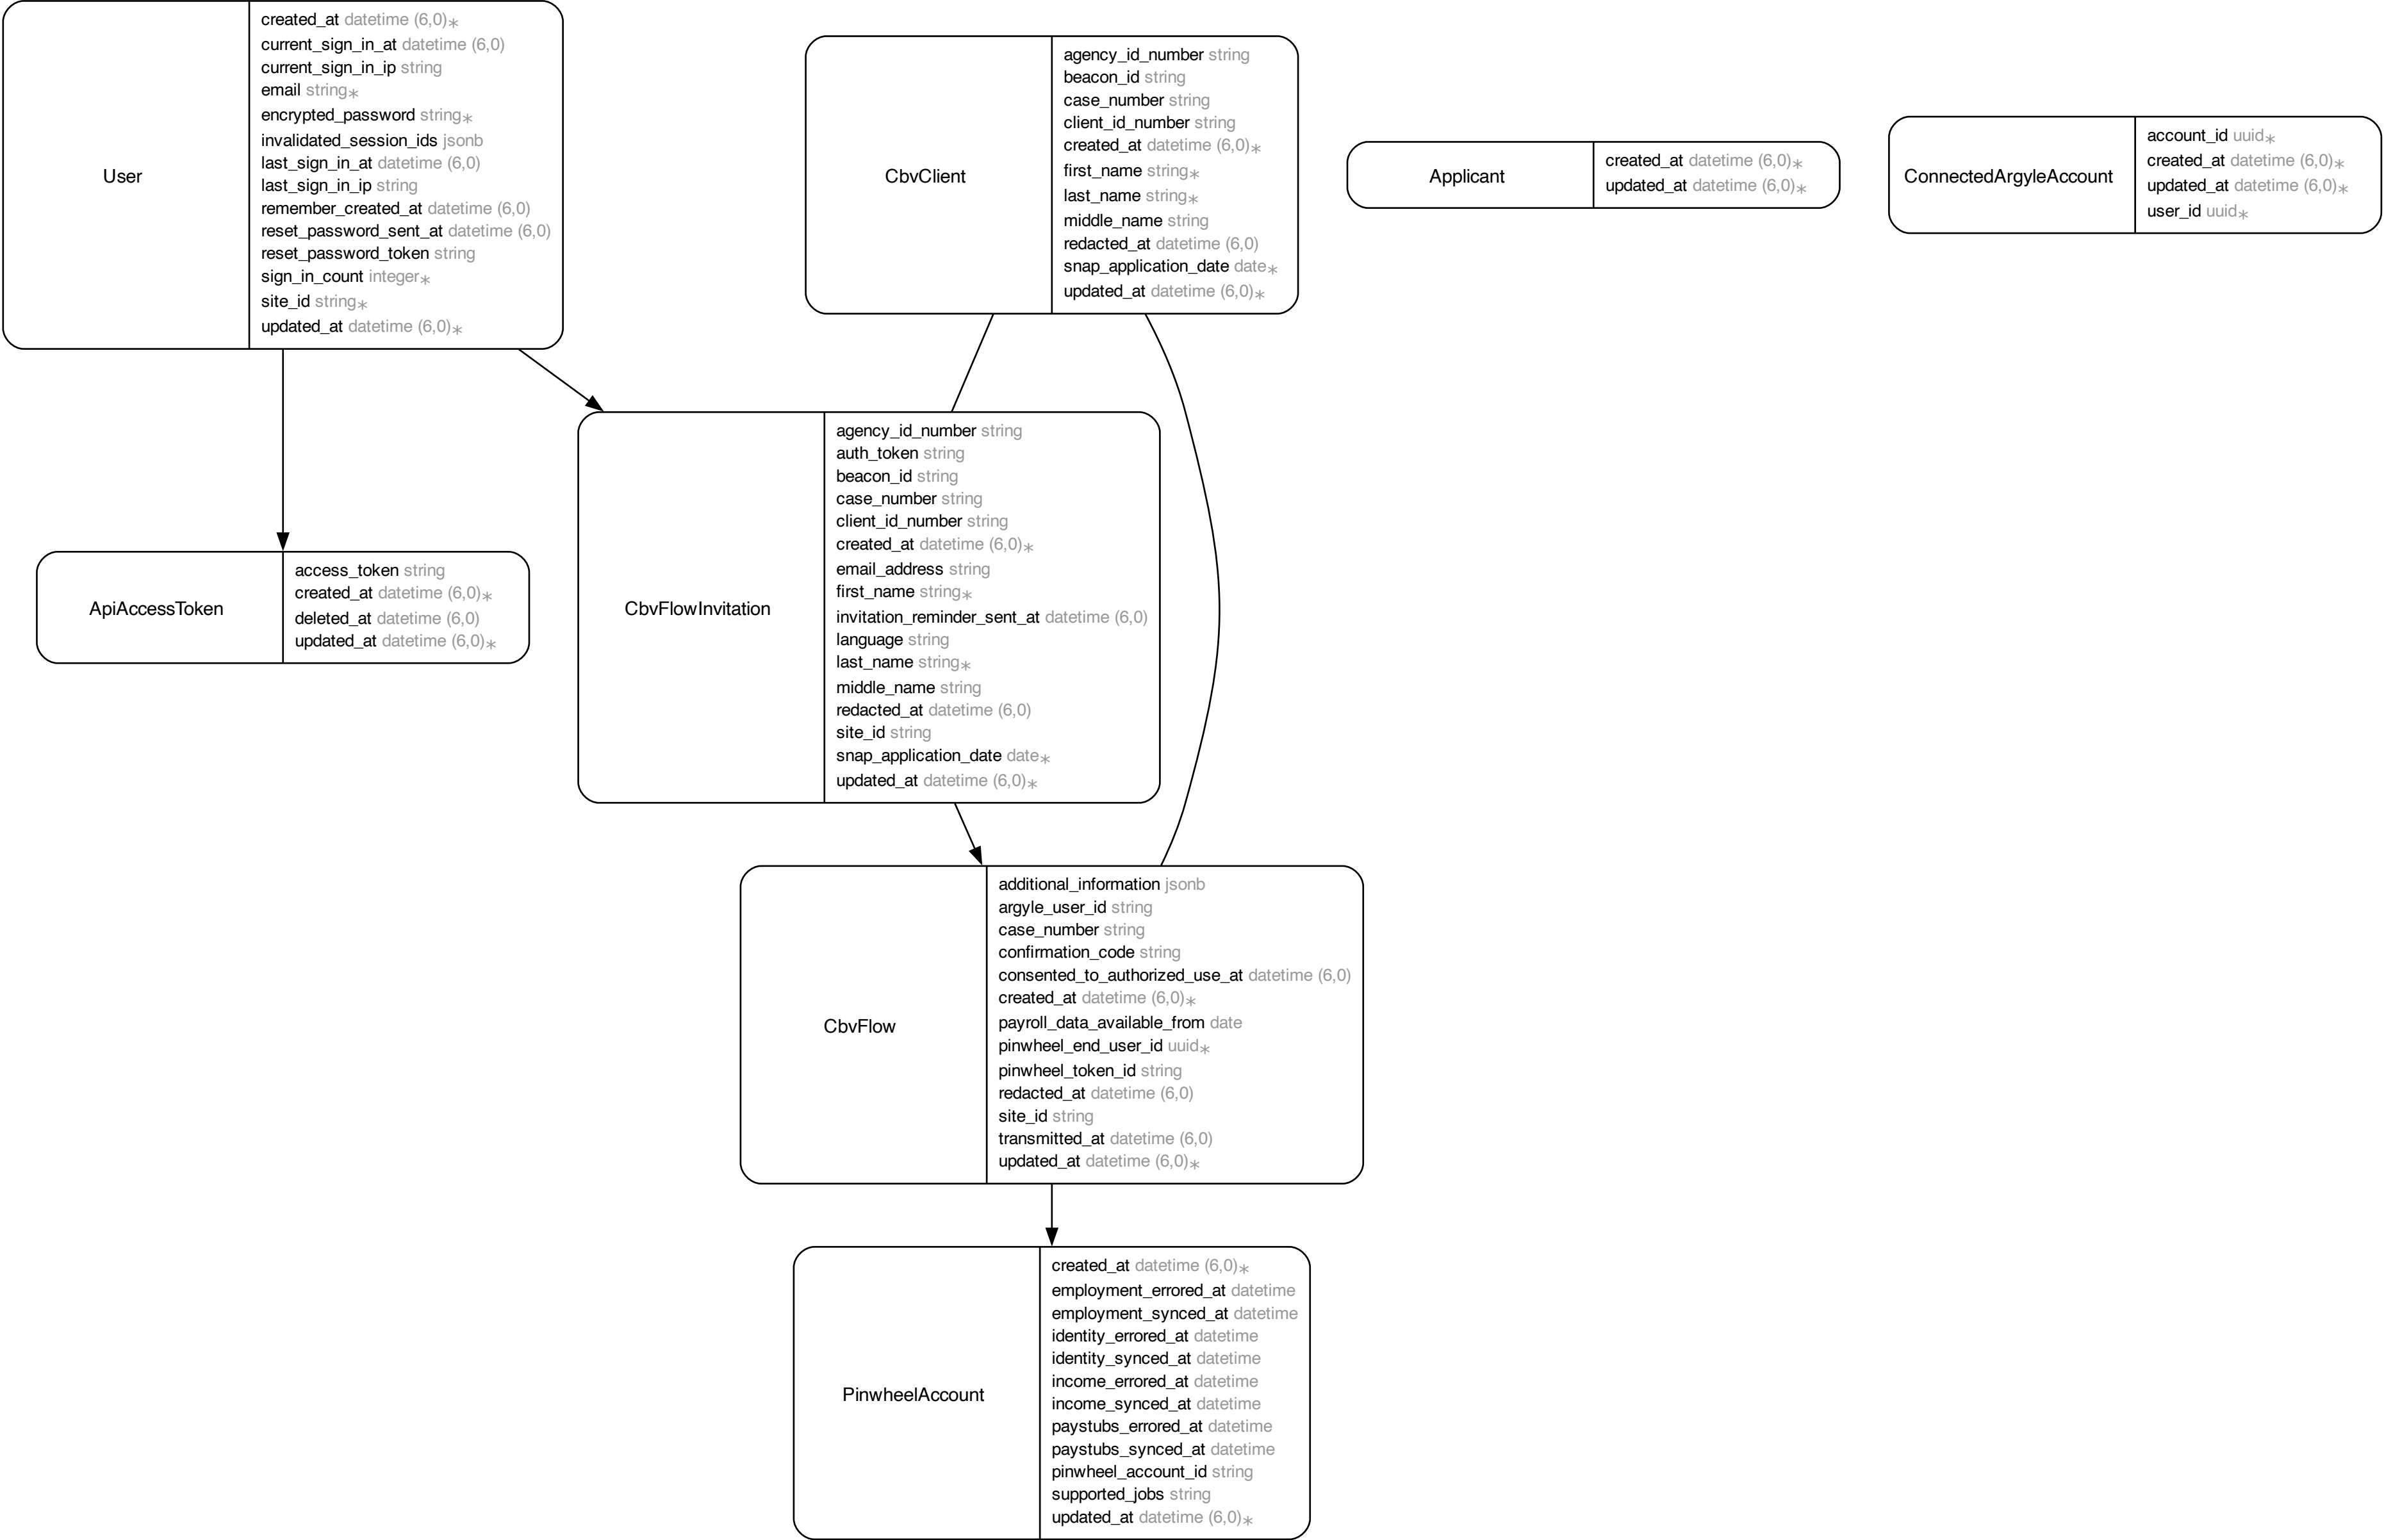 User
created_at datetime (6,0)*
current_sign_in_at datetime (6,0)
current_sign_in_ip string
email string*
encrypted_password string*
invalidated_session_ids jsonb
last_sign_in_at datetime (6,0)
last_sign_in_ip string
remember_created_at datetime (6,0)
reset_password_sent_at datetime (6,0)
reset_password_token string
sign_in_count integer*
site_id string*
updated_at datetime (6,0)*
CbvClient
agency_id_number string
beacon_id string
case_number string
client_id_number string
created_at datetime (6,0)*
first_name string*
last_name string*
middle_name string
redacted_at datetime (6,0)
snap_application_date date*
updated_at datetime (6,0)*
Applicant
created_at datetime (6,0)*
updated_at datetime (6,0)*
ConnectedArgyleAccount
account_id uuid*
created_at datetime (6,0)*
updated_at datetime (6,0)*
user_id uuid*
ApiAccessToken
access_token string
created_at datetime (6,0)*
deleted_at datetime (6,0)
updated_at datetime (6,0)*
CbvFlowInvitation
agency_id_number string
auth_token string
beacon_id string
case_number string
client_id_number string
created_at datetime (6,0)*
email_address string
first_name string*
invitation_reminder_sent_at datetime (6,0)
language string
last_name string*
middle_name string
redacted_at datetime (6,0)
site_id string
snap_application_date date*
updated_at datetime (6,0)*
CbvFlow
additional_information jsonb
argyle_user_id string
case_number string
confirmation_code string
consented_to_authorized_use_at datetime (6,0)
created_at datetime (6,0)*
payroll_data_available_from date
pinwheel_end_user_id uuid*
pinwheel_token_id string
redacted_at datetime (6,0)
site_id string
transmitted_at datetime (6,0)
updated_at datetime (6,0)*
PinwheelAccount
created_at datetime (6,0)*
employment_errored_at datetime
employment_synced_at datetime
identity_errored_at datetime
identity_synced_at datetime
income_errored_at datetime
income_synced_at datetime
paystubs_errored_at datetime
paystubs_synced_at datetime
pinwheel_account_id string
supported_jobs string
updated_at datetime (6,0)*